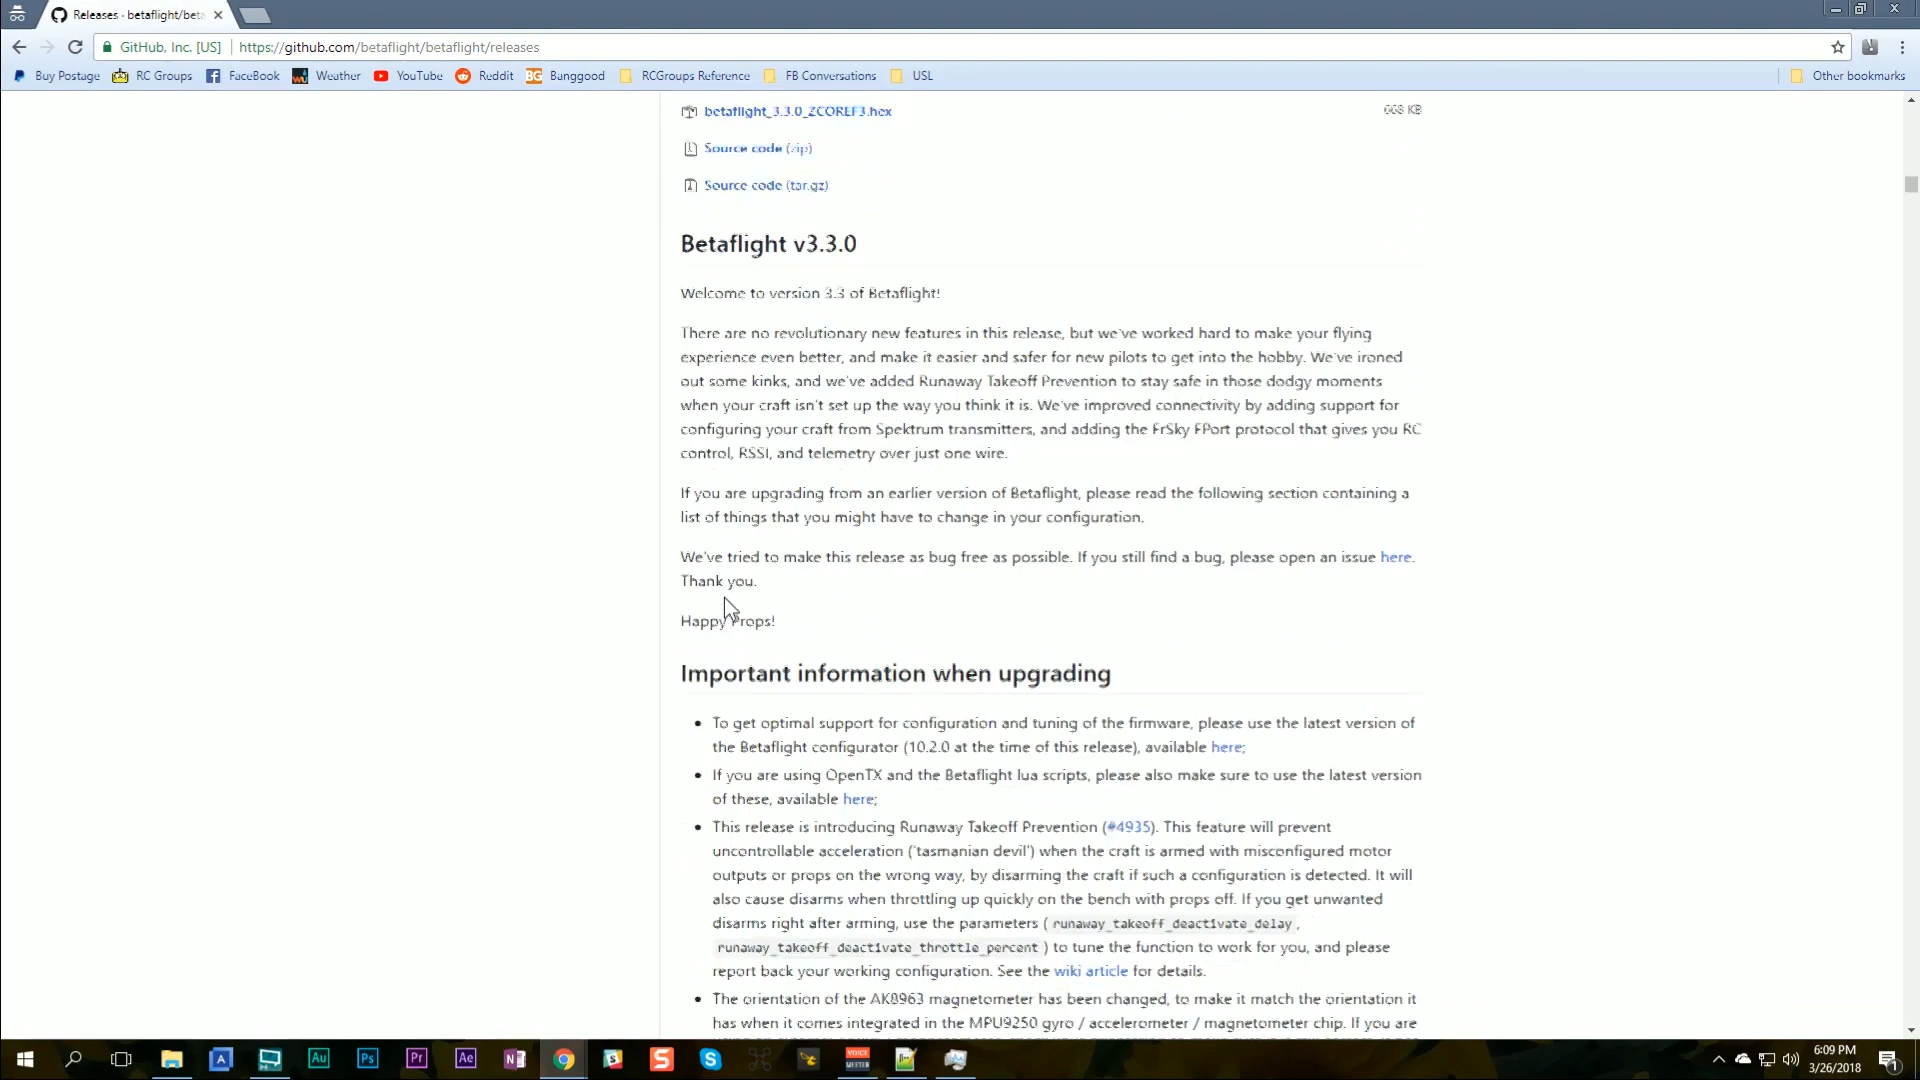 Releases · betaflight/beta
GitHub, Inc. [US] https://github.com/betaflight/betaflight/releases
Buy Postage RC Groups FaceBook Weather YouTube Reddit Banggood RCGroups Reference FB Conversations USL Other bookmarks
betaflight_3.3.0_ZCOREF3.hex 668 KB
Source code (zip)
Source code (tar.gz)
Betaflight v3.3.0
Welcome to version 3.3 of Betaflight!
There are no revolutionary new features in this release, but we've worked hard to make your flying
experience even better, and make it easier and safer for new pilots to get into the hobby. We've ironed
out some kinks, and we've added Runaway Takeoff Prevention to stay safe in those dodgy moments
when your craft isn't set up the way you think it is. We've improved connectivity by adding support for
configuring your craft from Spektrum transmitters, and adding the FrSky FPort protocol that gives you RC
control, RSSI, and telemetry over just one wire.
If you are upgrading from an earlier version of Betaflight, please read the following section containing a
list of things that you might have to change in your configuration.
We've tried to make this release as bug free as possible. If you still find a bug, please open an issue here.
Thank you.
Happy Props!
Important information when upgrading
• To get optimal support for configuration and tuning of the firmware, please use the latest version of
the Betaflight configurator (10.2.0 at the time of this release), available here;
• If you are using OpenTX and the Betaflight lua scripts, please also make sure to use the latest version
of these, available here;
• This release is introducing Runaway Takeoff Prevention (#4935). This feature will prevent
uncontrollable acceleration ('tasmanian devil') when the craft is armed with misconfigured motor
outputs or props on the wrong way, by disarming the craft if such a configuration is detected. It will
also cause disarms when throttling up quickly on the bench with props off. If you get unwanted
disarms right after arming, use the parameters ( runaway_takeoff_deactivate_delay ,
runaway_takeoff_deactivate_throttle_percent ) to tune the function to work for you, and please
report back your working configuration. See the wiki article for details.
• The orientation of the AK8963 magnetometer has been changed, to make it match the orientation it
has when it comes integrated in the MPU9250 gyro / accelerometer / magnetometer chip. If you are
6:09 PM
3/26/2018